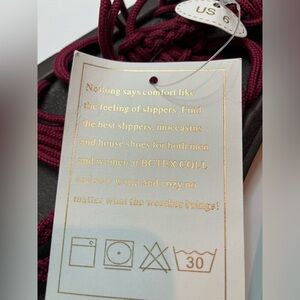 US 6
Nothing says comfort like
the feeling of slippers. Find
the best slippers, moccasins
and house shoes for both men
and women at BCTEX COLL
and stay warm and cozy no
matter what the weather brings!
30